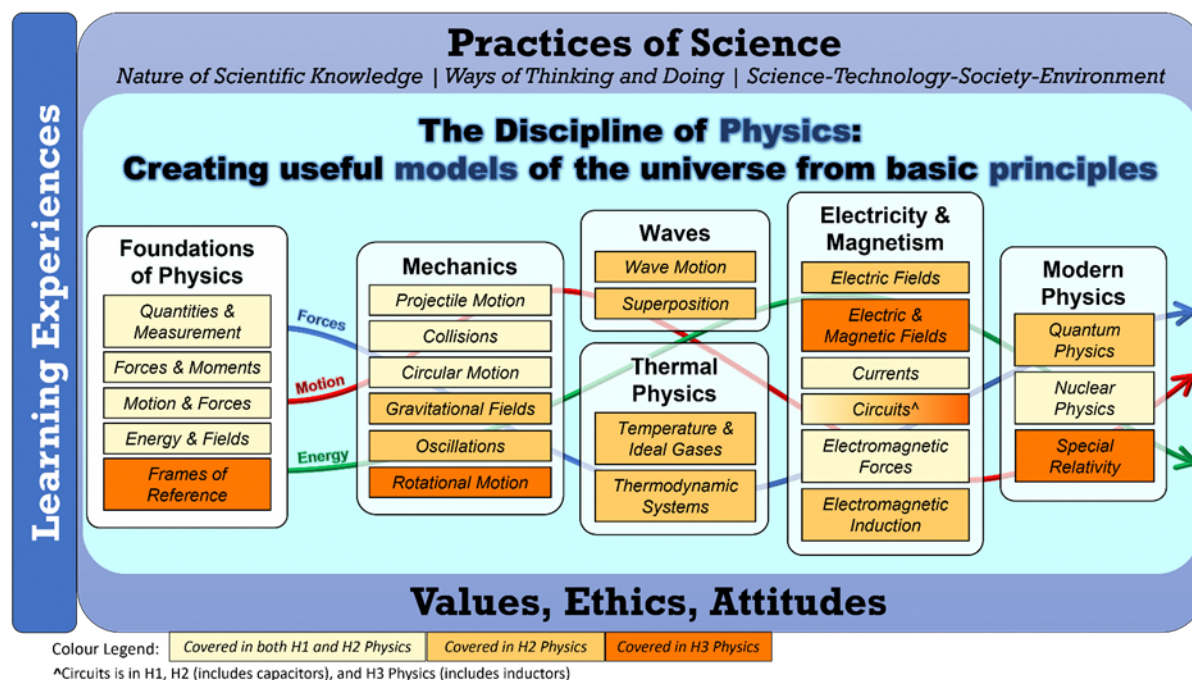 Learning Experiences
Practices of Science
Nature of Scientific Knowledge | Ways of Thinking and Doing | Science-Technology-Society-Environment
The Discipline of Physics:
Creating useful models of the universe from basic principles
Foundations
of Physics
Quantities &
Measurement
Forces & Moments
Motion & Forces
Energy & Fields
Frames of
Reference
Forces
Motion
Energy
Mechanics
Projectile Motion
Collisions
Circular Motion
Gravitational Fields
Oscillations
Rotational Motion
Waves
Wave Motion
Superposition
Thermal
Physics
Temperature &
Ideal Gases
Thermodynamic
Systems
Electricity &
Magnetism
Electric Fields
Electric &
Magnetic Fields
Currents
Circuits^
Electromagnetic
Forces
Electromagnetic
Induction
Modern
Physics
Quantum
Physics
Nuclear
Physics
Special
Relativity
Values, Ethics, Attitudes
Colour Legend:
Covered in both H1 and H2 Physics
Covered in H2 Physics
Covered in H3 Physics
^Circuits is in H1, H2 (includes capacitors), and H3 Physics (includes inductors)